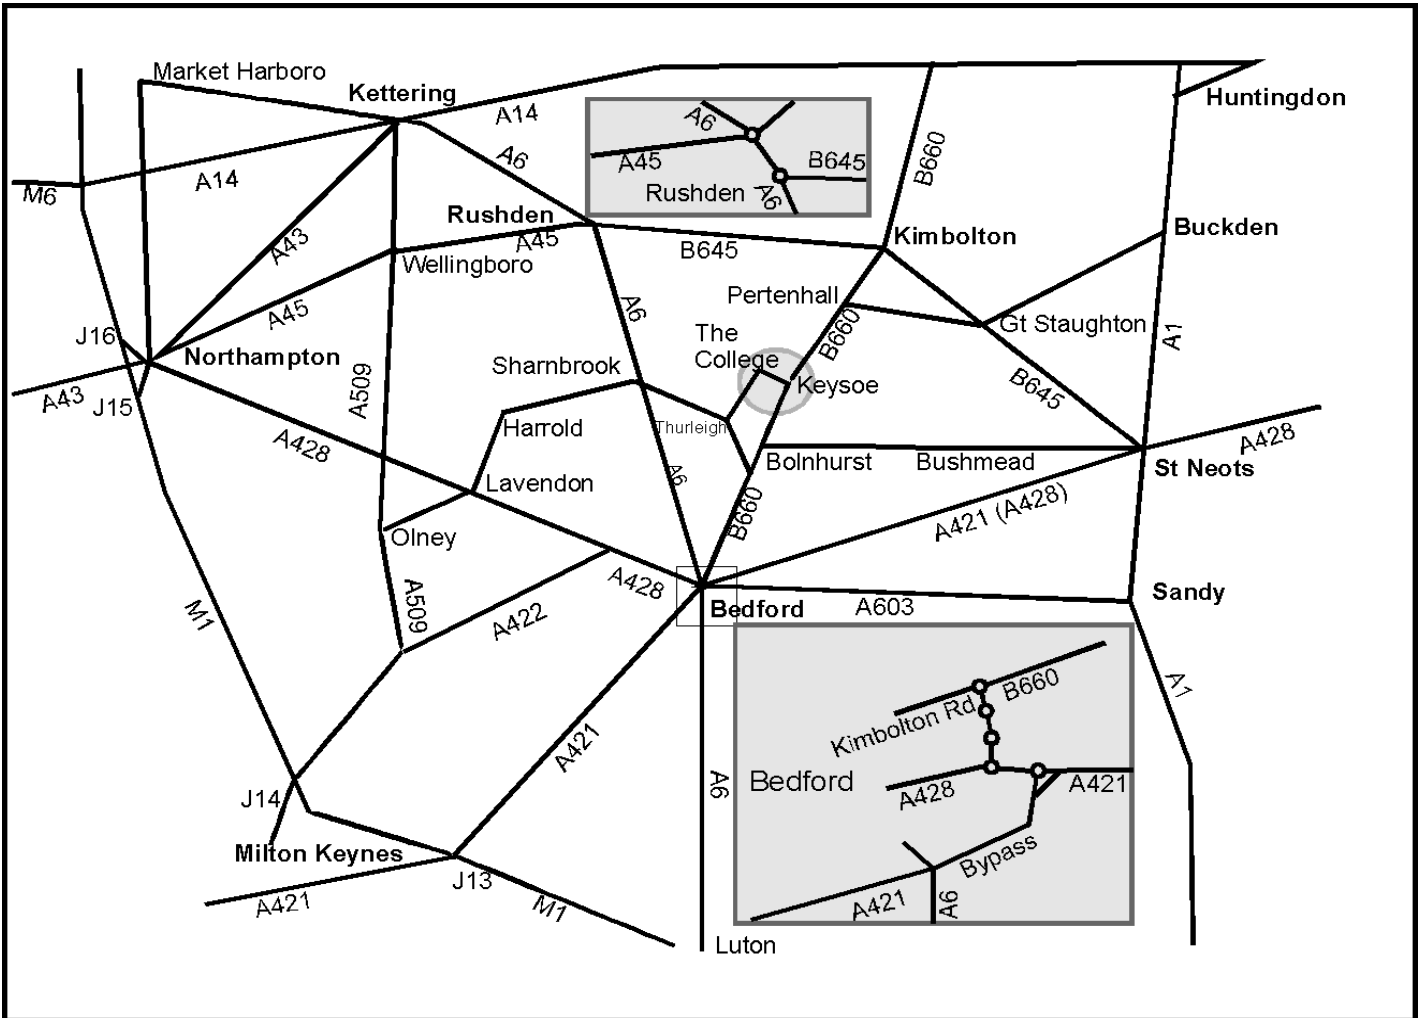 Market Harboro
Kettering
A14
Huntingdon
A6
A6
A45
B645
Rushden
A6
B660
M6
A14
A43
Rushden
A45
Wellingboro
B645
Kimbolton
Buckden
A45
A6
Pertenhall
Gt Staughton
A1
J16
Northampton
The
College
B660
Keysoe
Sharnbrook
A509
A43
J15
B645
A428
Harrold
Thurleigh
A428
A6
Bolnhurst
Bushmead
St Neots
Lavendon
B660
A421 (A428)
Olney
A428
A509
A422
Bedford
A603
Sandy
M1
A1
B660
Kimbolton Rd
A421
Bedford
A428
A421
A6
J14
Milton Keynes
Bypass
J13
A421
M1
A421
A6
Luton